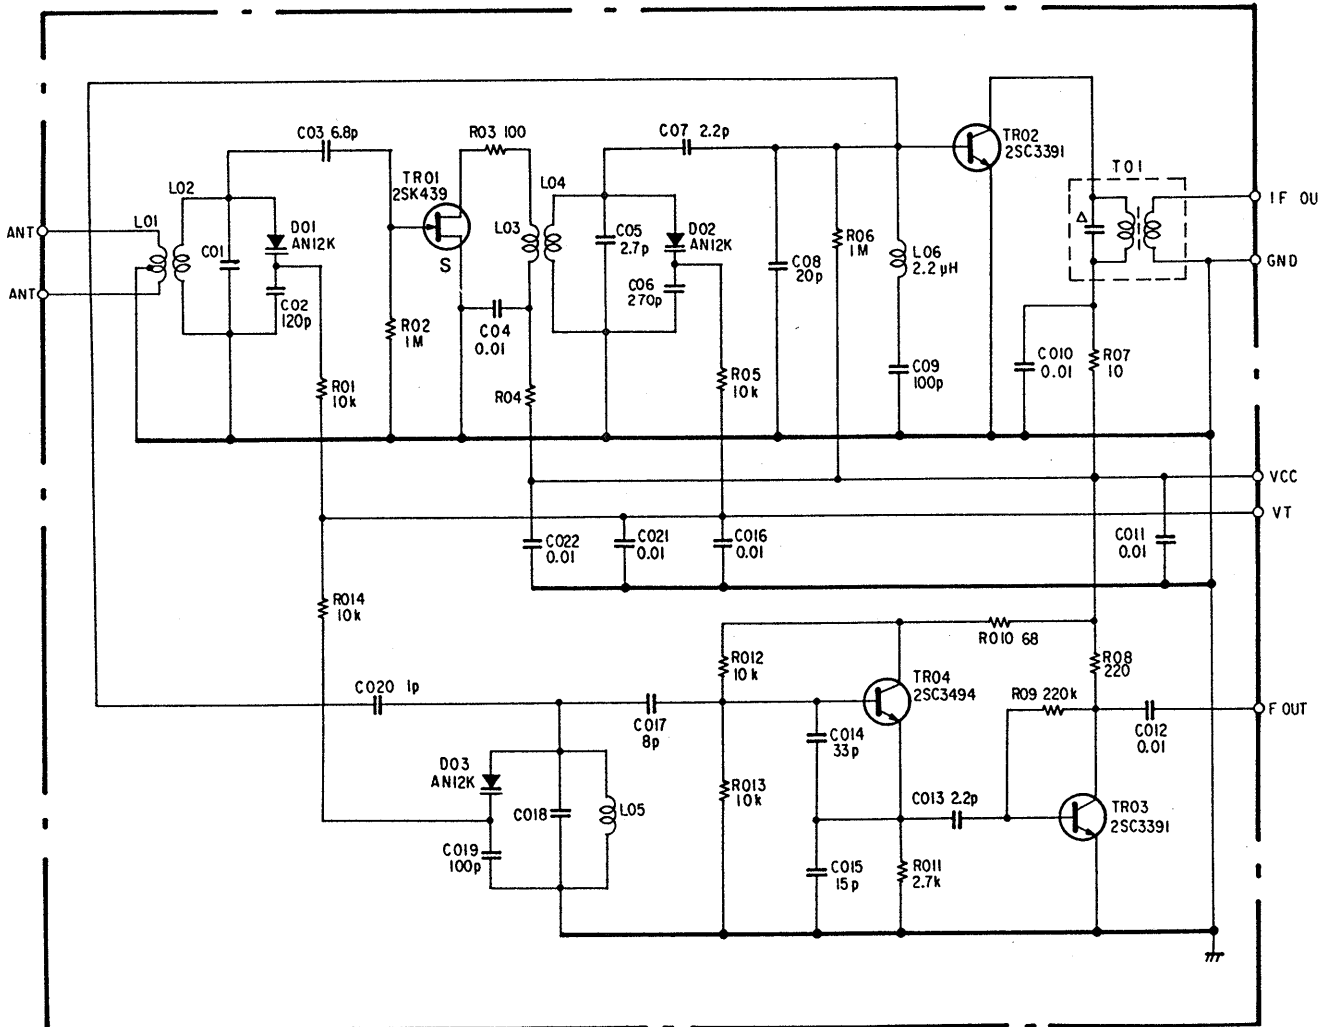 C03 6.8p
R03 100
C07 2.2p
TR02
2SC3391
T01
TR01
2SK439
L02
L04
IF OU
L01
D01
AN12K
ANT
C01
L03
C05
2.7p
D02
AN12K
R06
1M
S
L06
2.2μH
C08
20p
GND
C06
270p
ANT
C02
120p
R02
1M
C04
0.01
R01
10k
R04
R05
10k
C09
100p
C010
0.01
R07
10
VCC
VT
C022
0.01
C021
0.01
C016
0.01
C011
0.01
R014
10k
R010 68
R012
10k
R08
220
TR04
2SC3494
C020 1p
R09 220k
F OUT
C017
8p
C014
33p
C012
0.01
D03
AN12K
R013
10k
C013 2.2p
C018
L05
TR03
2SC3391
C019
100p
C015
15p
R011
2.7k